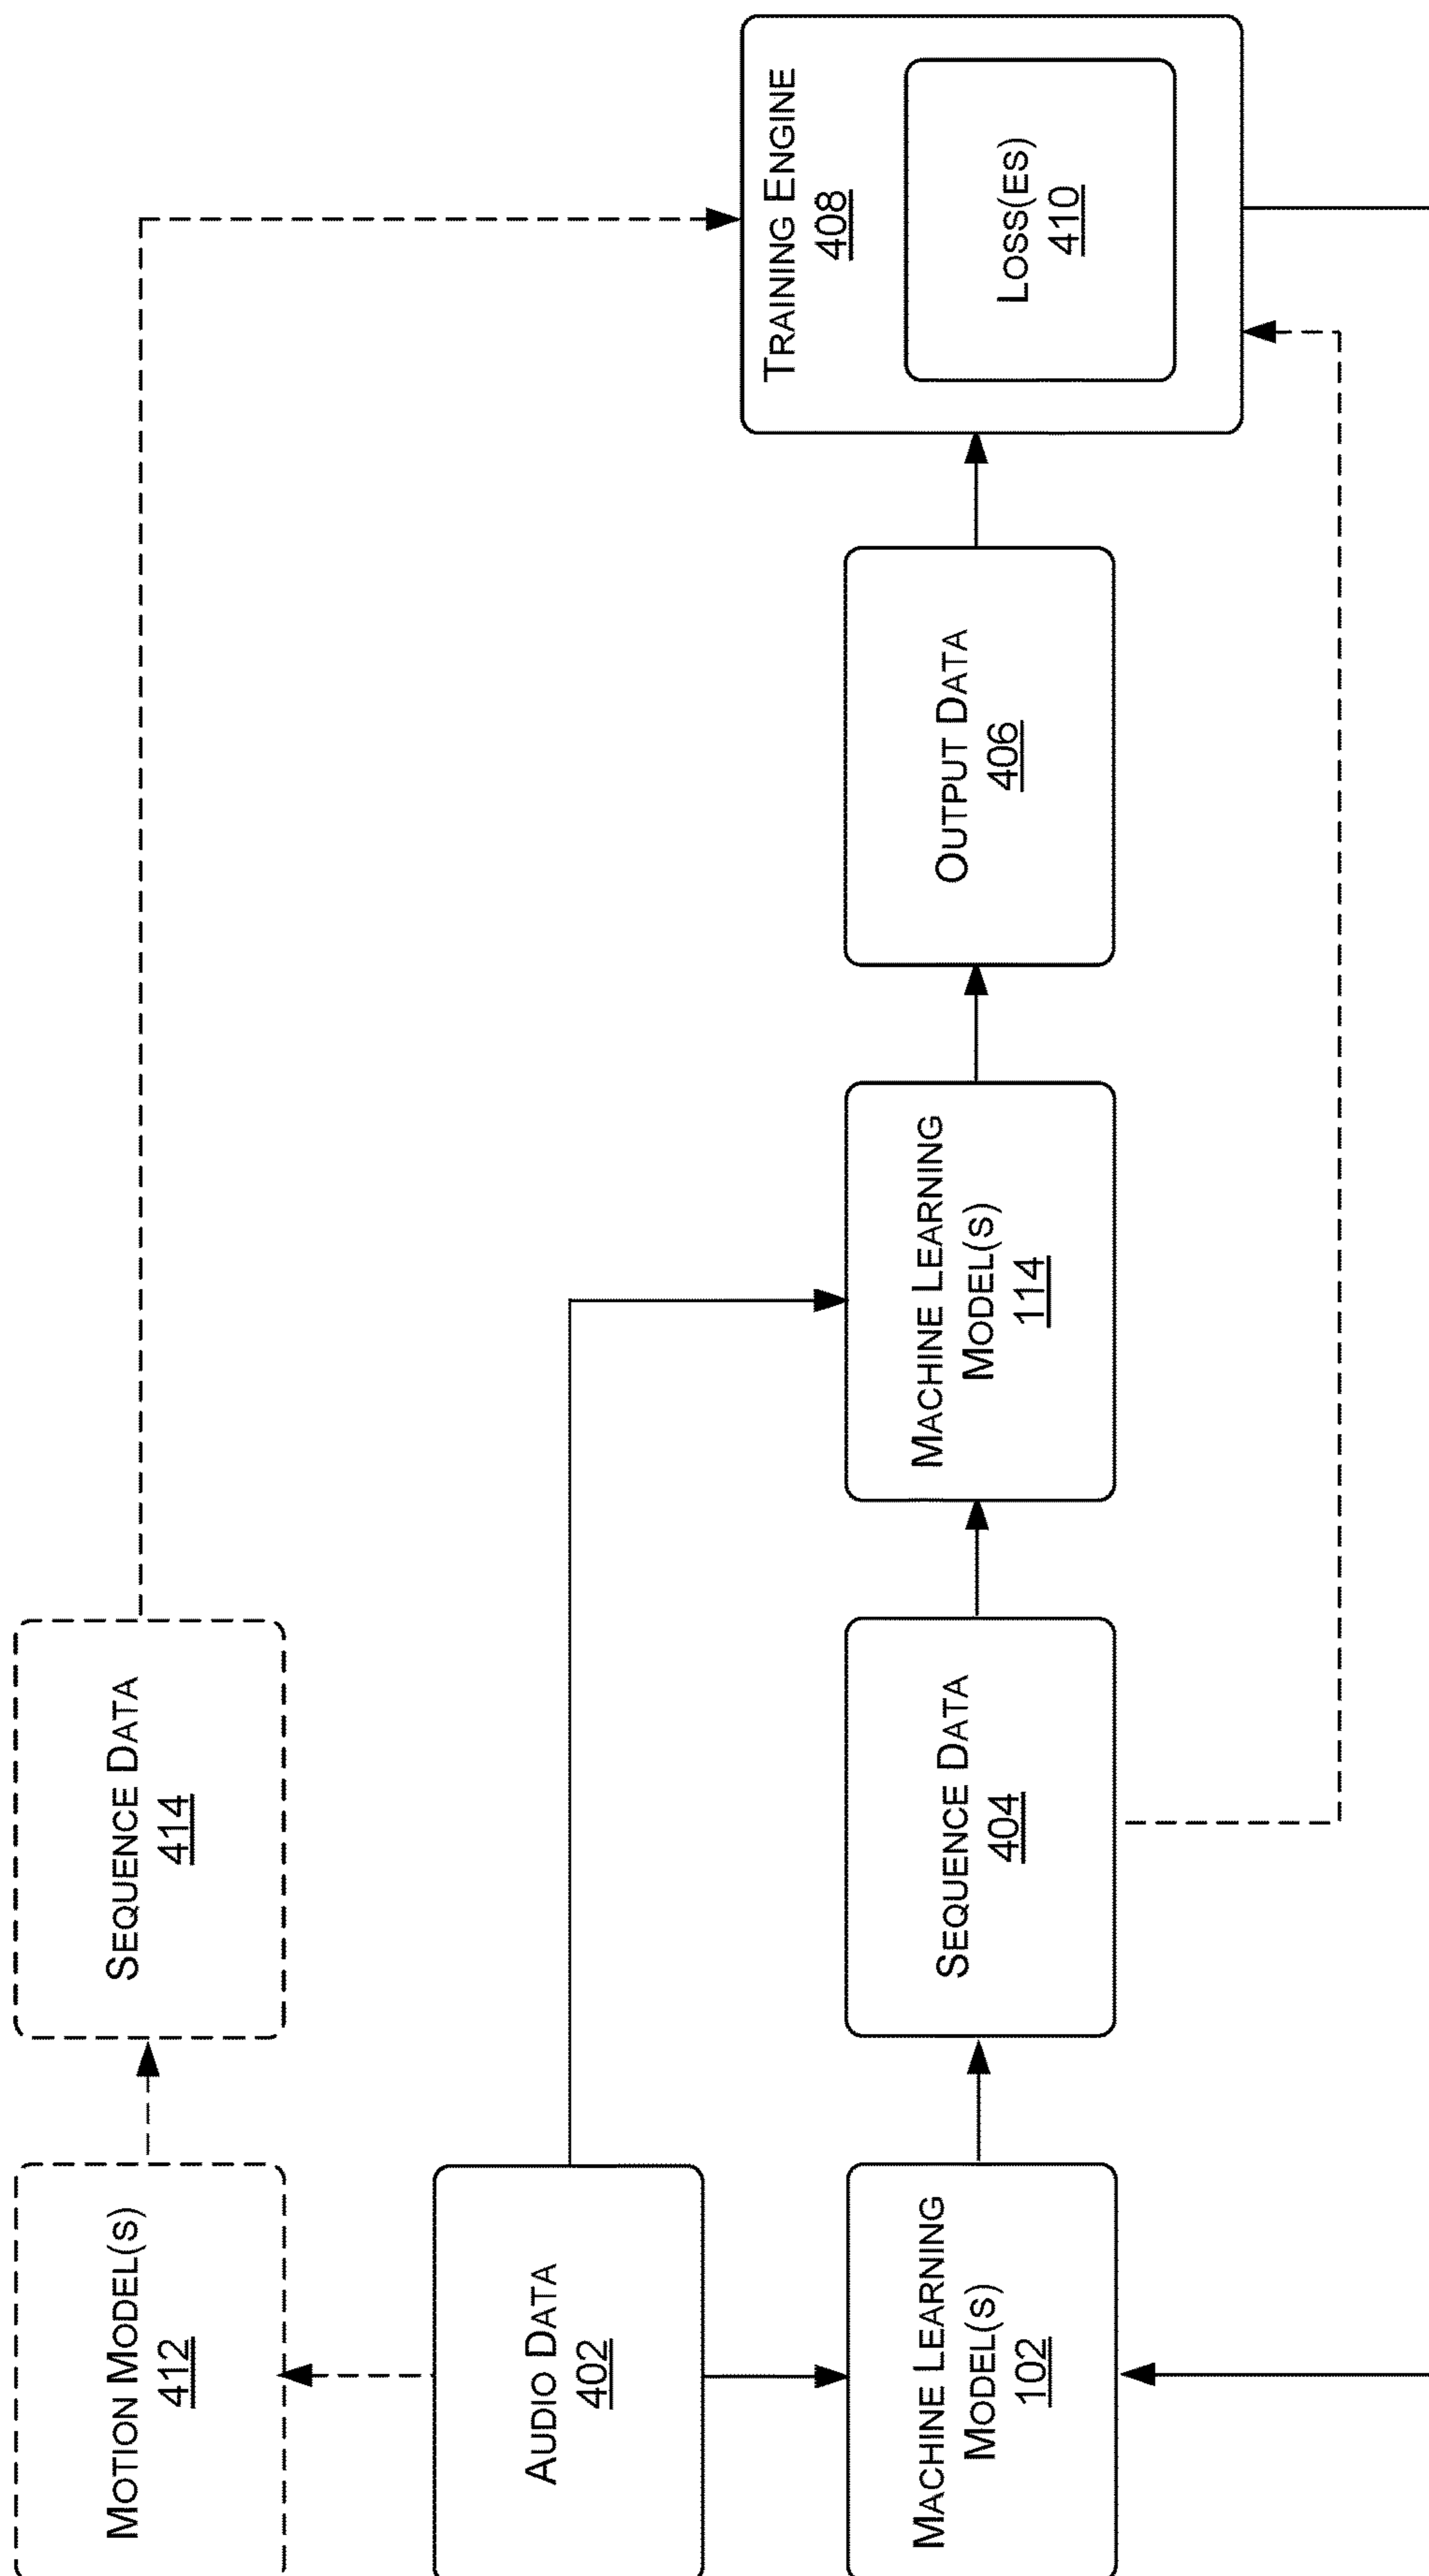 MOTION MODEL(S)
412
SEQUENCE DATA
414
AUDIO DATA
402
MACHINE LEARNING
MODEL(S)
102
SEQUENCE DATA
404
MACHINE LEARNING
MODEL(S)
114
OUTPUT DATA
406
TRAINING ENGINE
408
LOSS(ES)
410